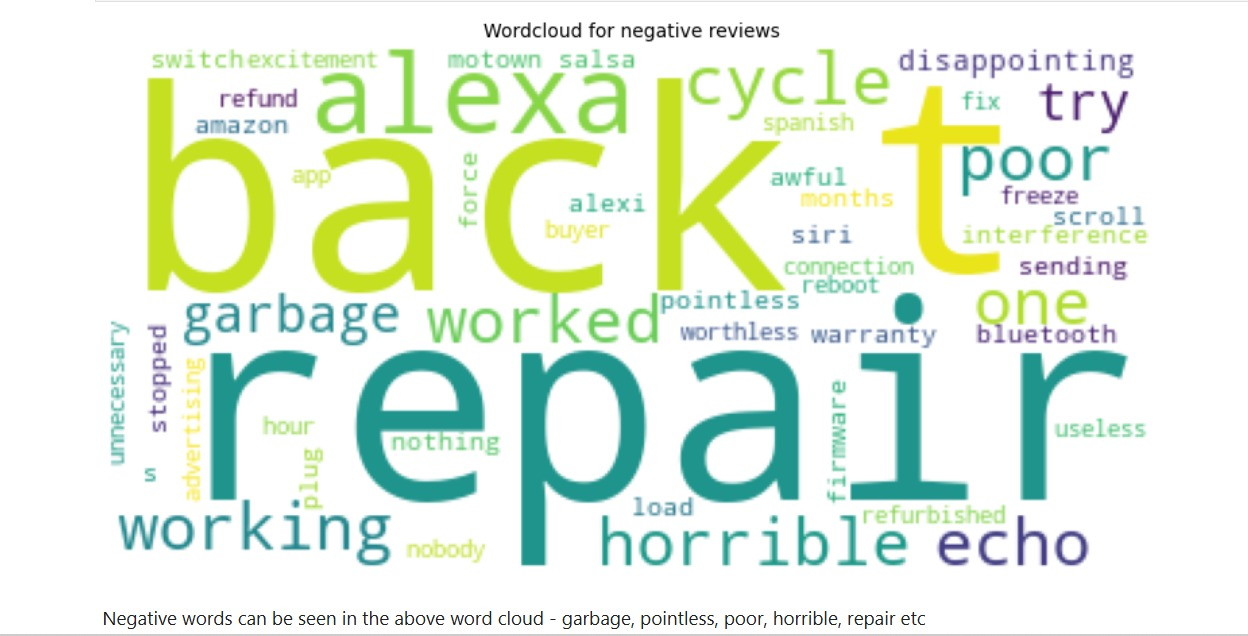 Wordcloud for negative reviews
switch excitement motown salsa disappointing
alexa cycle
refund fix try
amazon spanish
back t
poor
app force awful
alexi months freeze
buyer siri scroll
interference
connection sending
reboot
garbage worked pointless one
worthless warranty bluetooth
unnecessary stopped advertising
repair
hour nothing firmware useless
s plug
load refurbished
working nobody horrible echo
Negative words can be seen in the above word cloud - garbage, pointless, poor, horrible, repair etc